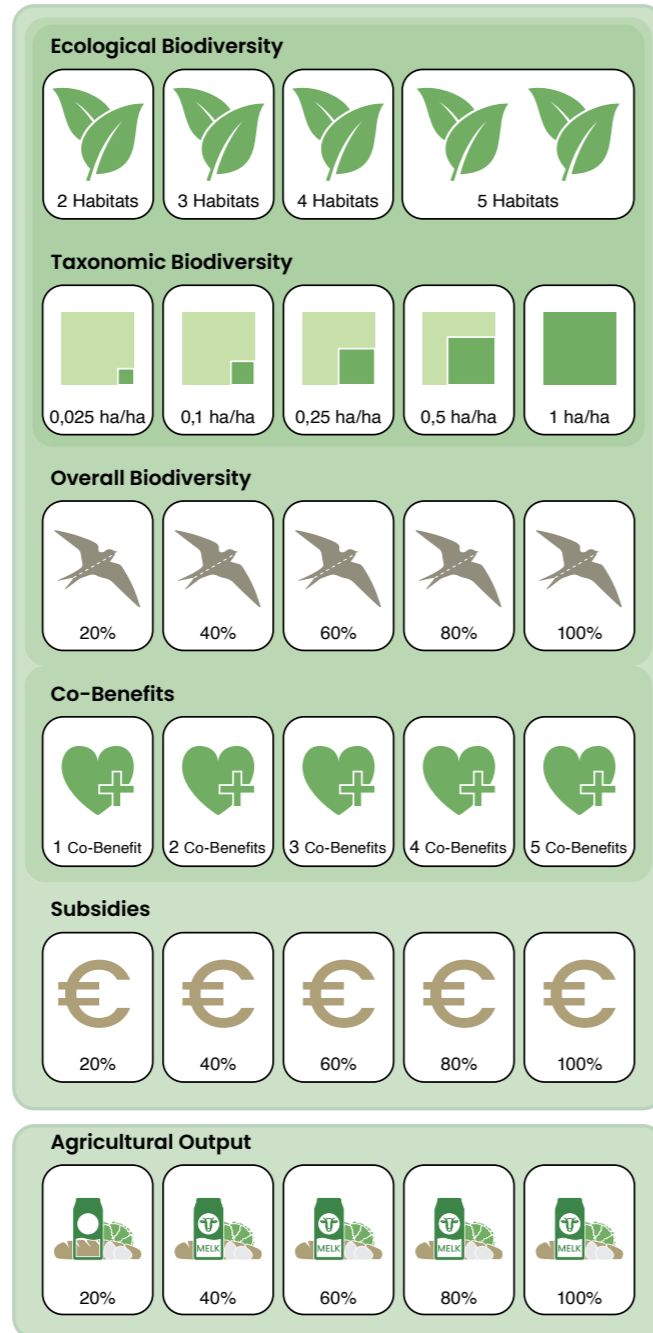 Ecological Biodiversity
2 Habitats 3 Habitats 4 Habitats 5 Habitats
Taxonomic Biodiversity
0,025 ha/ha 0,1 ha/ha 0,25 ha/ha 0,5 ha/ha 1 ha/ha
Overall Biodiversity
20% 40% 60% 80% 100%
Co-Benefits
1 Co-Benefit 2 Co-Benefits 3 Co-Benefits 4 Co-Benefits 5 Co-Benefits
Subsidies
€ € € € €
20% 40% 60% 80% 100%
Agricultural Output
MELK MELK MELK MELK
20% 40% 60% 80% 100%